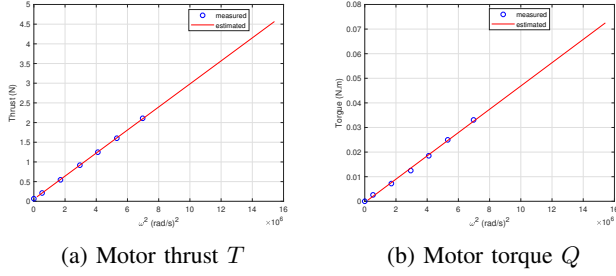 measured
estimated
Thrust (N)
5
4.5
4
3.5
3
2.5
2
1.5
1
0.5
0
0 2 4 6 8 10 12 14 16
ω² (rad/s)²
×10⁶
(a) Motor thrust T
measured
estimated
Torque (N.m)
0.08
0.07
0.06
0.05
0.04
0.03
0.02
0.01
0
0 2 4 6 8 10 12 14 16
ω² (rad/s)²
×10⁶
(b) Motor torque Q